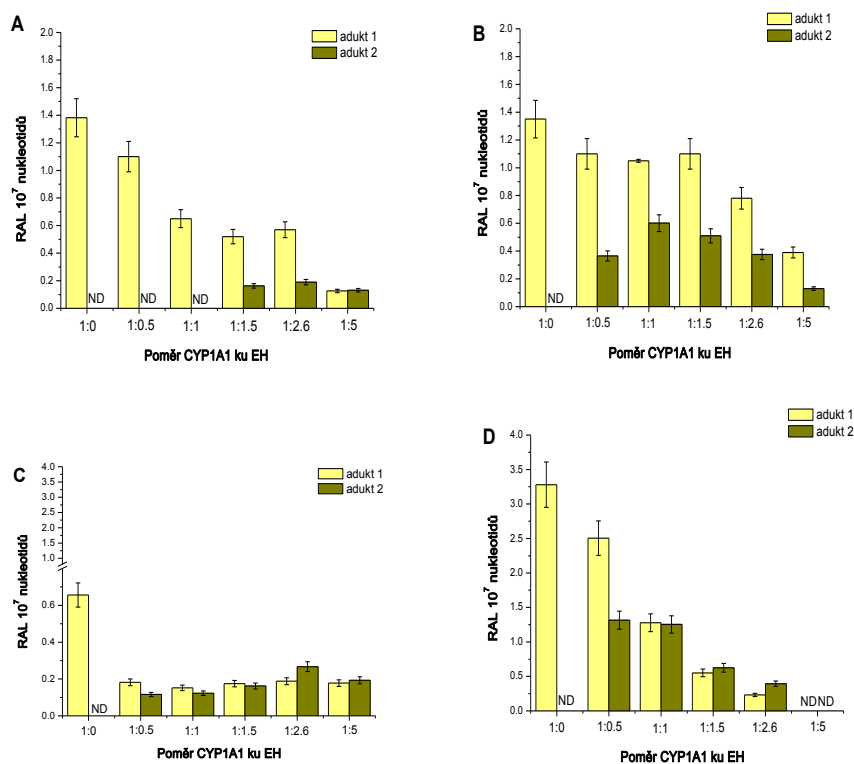 A
adukt 1
adukt 2
RAL 10⁷ nukleotidů
2.0
1.8
1.6
1.4
1.2
1.0
0.8
0.6
0.4
0.2
0.0
ND ND ND
1:0 1:0.5 1:1 1:1.5 1:2.6 1:5
Poměr CYP1A1 ku EH
B
adukt 1
adukt 2
RAL 10⁷ nukleotidů
2.0
1.8
1.6
1.4
1.2
1.0
0.8
0.6
0.4
0.2
0.0
ND
1:0 1:0.5 1:1 1:1.5 1:2.6 1:5
Poměr CYP1A1 ku EH
C
adukt 1
adukt 2
RAL 10⁷ nukleotidů
4.0
3.5
3.0
2.5
2.0
1.5
1.0
0.6
0.4
0.2
0.0
ND
1:0 1:0.5 1:1 1:1.5 1:2.6 1:5
Poměr CYP1A1 ku EH
D
adukt 1
adukt 2
RAL 10⁷ nukleotidů
4.0
3.5
3.0
2.5
2.0
1.5
1.0
0.5
0.0
ND NDND
1:0 1:0.5 1:1 1:1.5 1:2.6 1:5
Poměr CYP1A1 ku EH